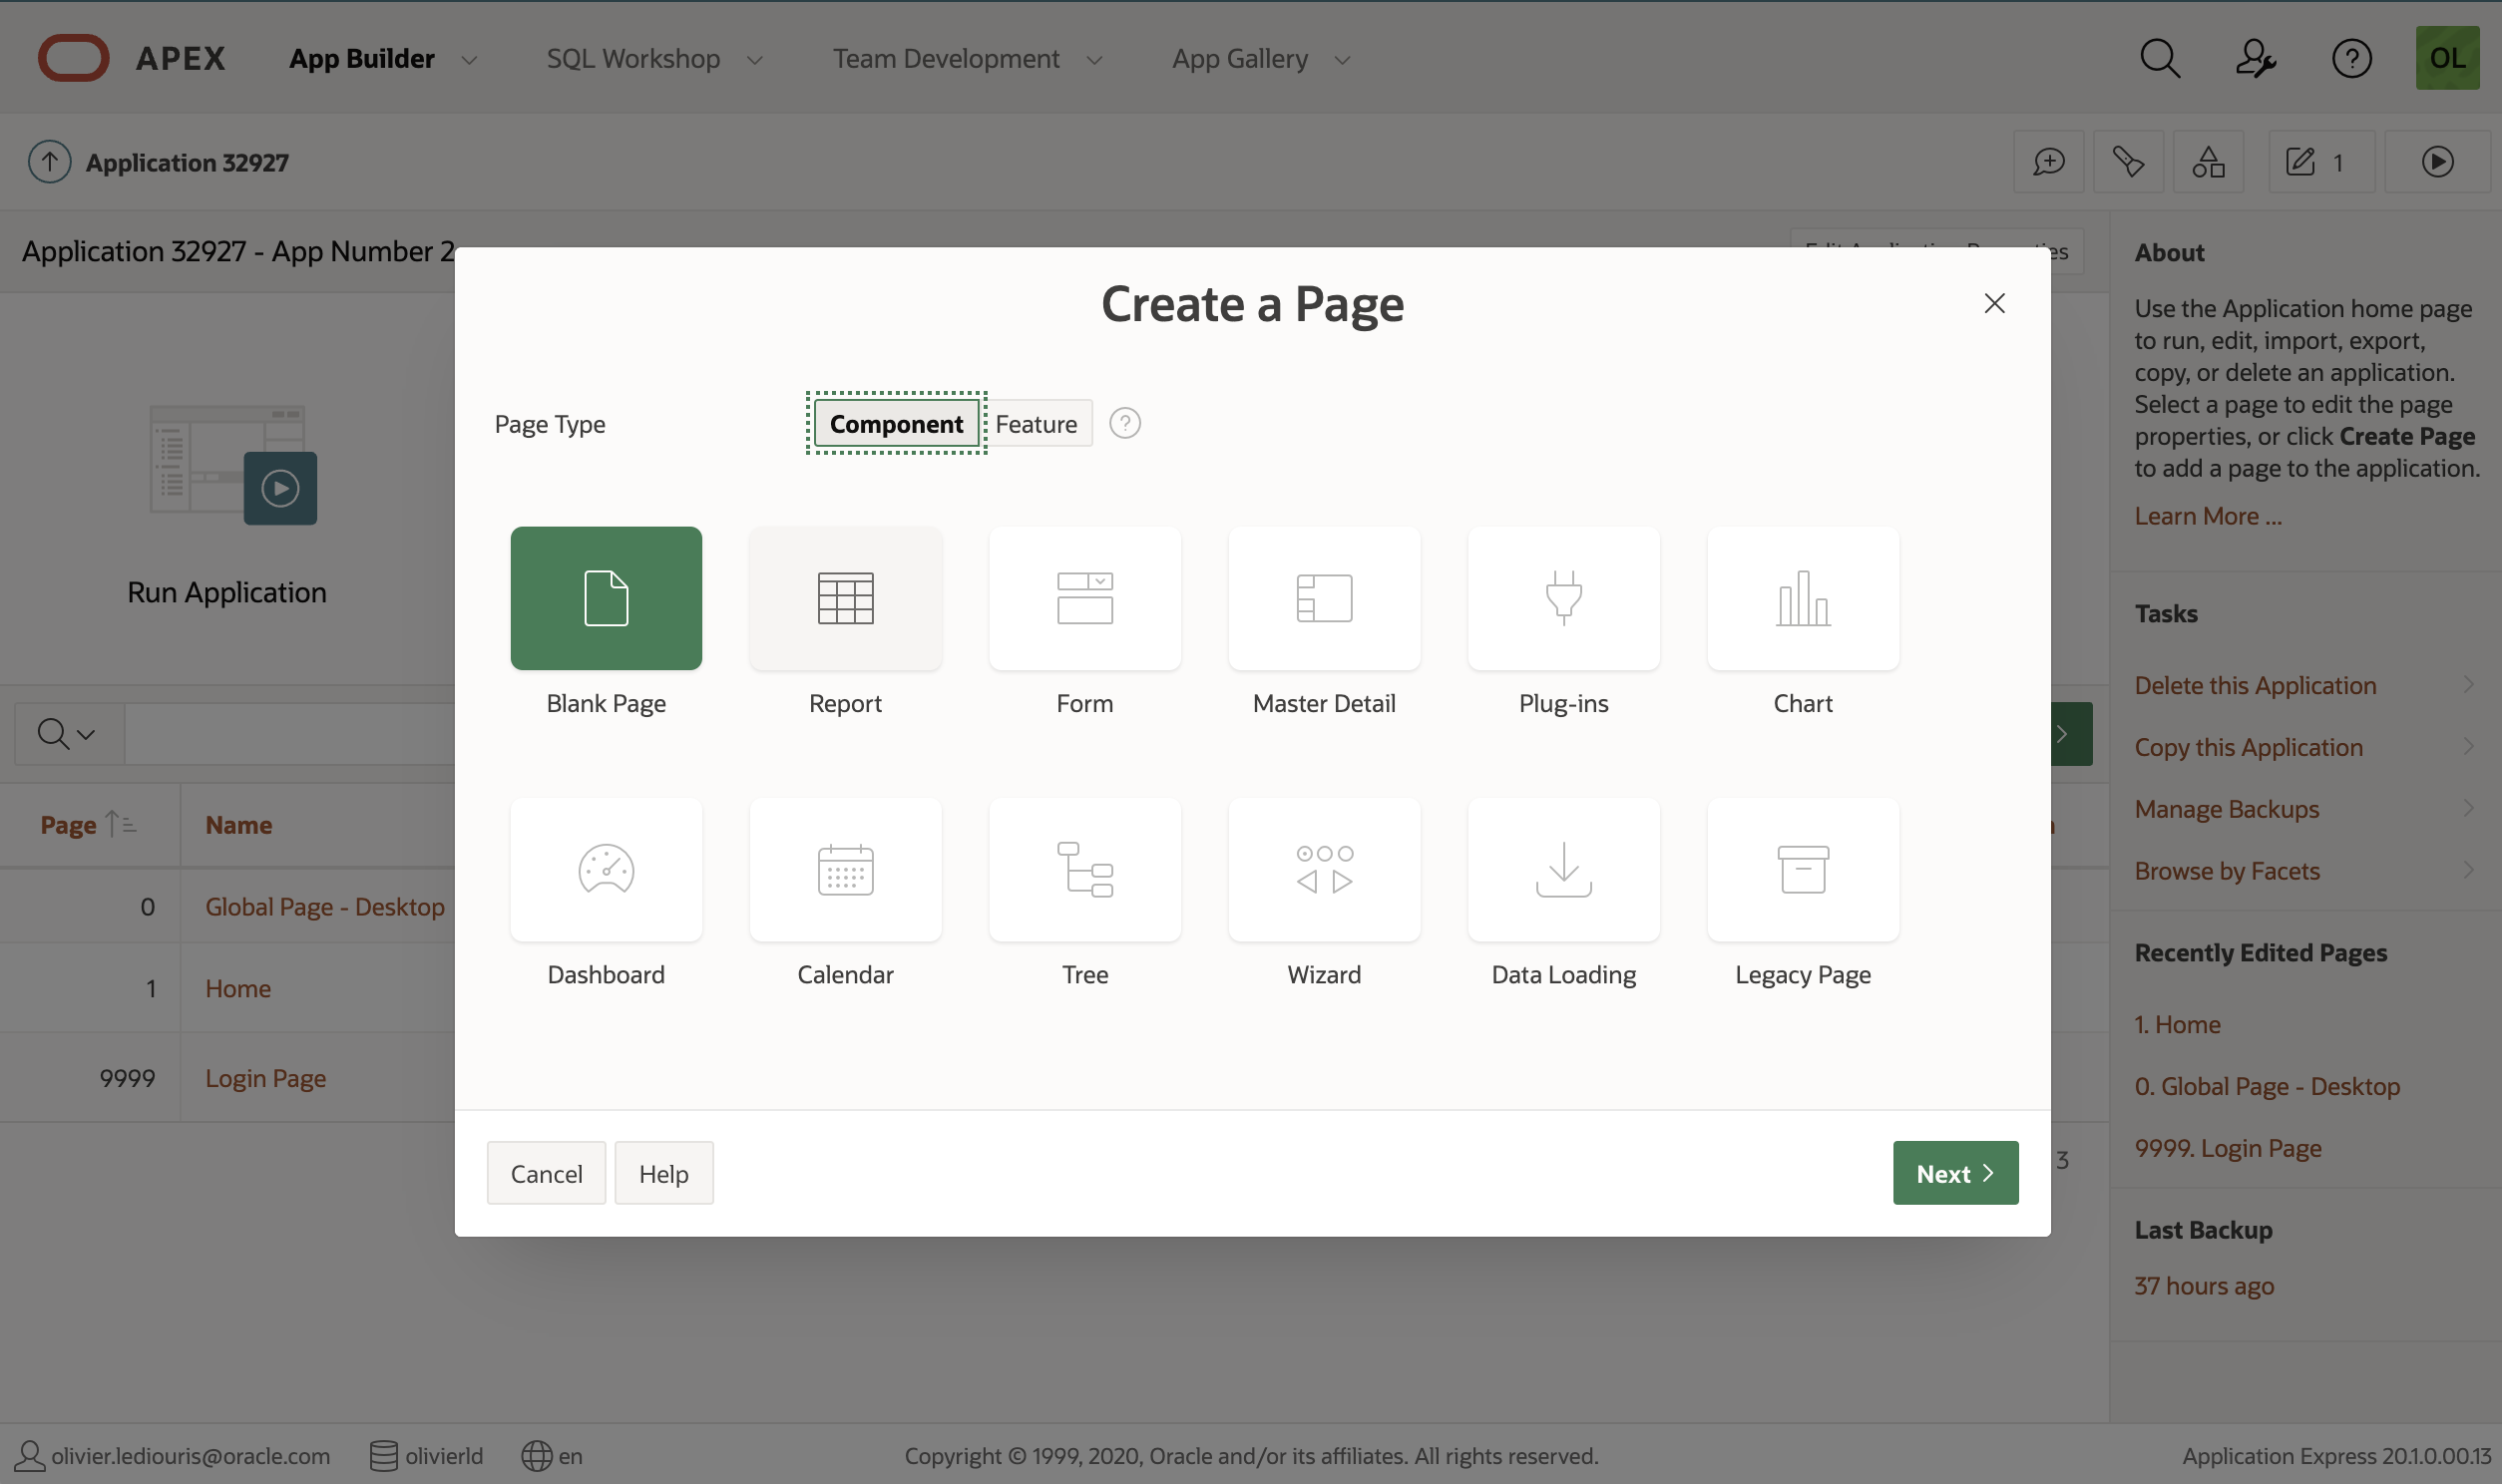 APEX
App Builder
SQL Workshop
Team Development
App Gallery
OL
Application 32927
1
Application 32927 - App Number 2
Create a Page
Page Type
Component
Feature
?
Blank Page
Report
Form
Master Detail
Plug-ins
Chart
Dashboard
Calendar
Tree
Wizard
Data Loading
Legacy Page
Cancel
Help
Next
Run Application
Page
Name
0
Global Page - Desktop
1
Home
9999
Login Page
3
About
Use the Application home page
to run, edit, import, export,
copy, or delete an application.
Select a page to edit the page
properties, or click Create Page
to add a page to the application.
Learn More ...
Tasks
Delete this Application
Copy this Application
Manage Backups
Browse by Facets
Recently Edited Pages
1. Home
0. Global Page - Desktop
9999. Login Page
Last Backup
37 hours ago
olivier.lediouris@oracle.com
olivierld
en
Copyright © 1999, 2020, Oracle and/or its affiliates. All rights reserved.
Application Express 20.1.0.00.13